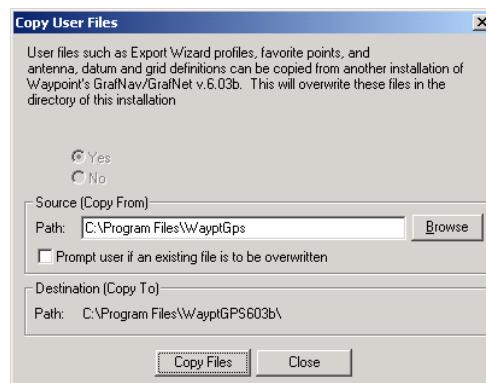 Copy User Files
User files such as Export Wizard profiles, favorite points, and
antenna, datum and grid definitions can be copied from another installation of
Waypoint's GrafNav/GrafNet v.6.03b. This will overwrite these files in the
directory of this installation
Yes
No
Source (Copy From)
Path: C:\Program Files\WayptGps Browse
Prompt user if an existing file is to be overwritten
Destination (Copy To)
Path: C:\Program Files\WayptGPS603b\
Copy Files Close